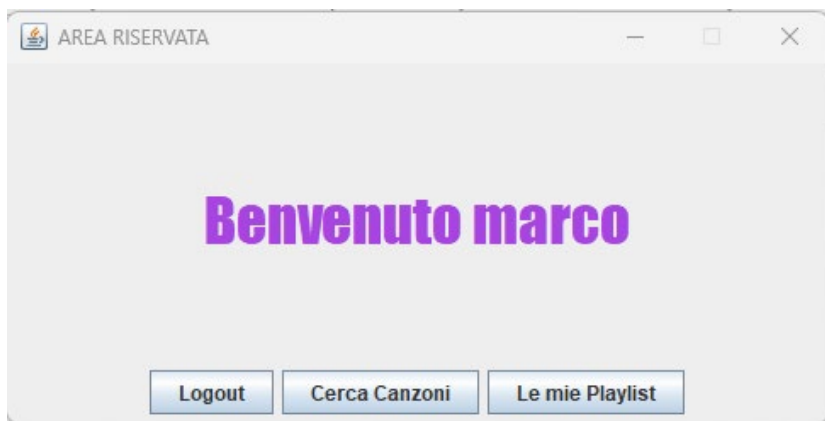 AREA RISERVATA
Benvenuto marco
Logout Cerca Canzoni Le mie Playlist